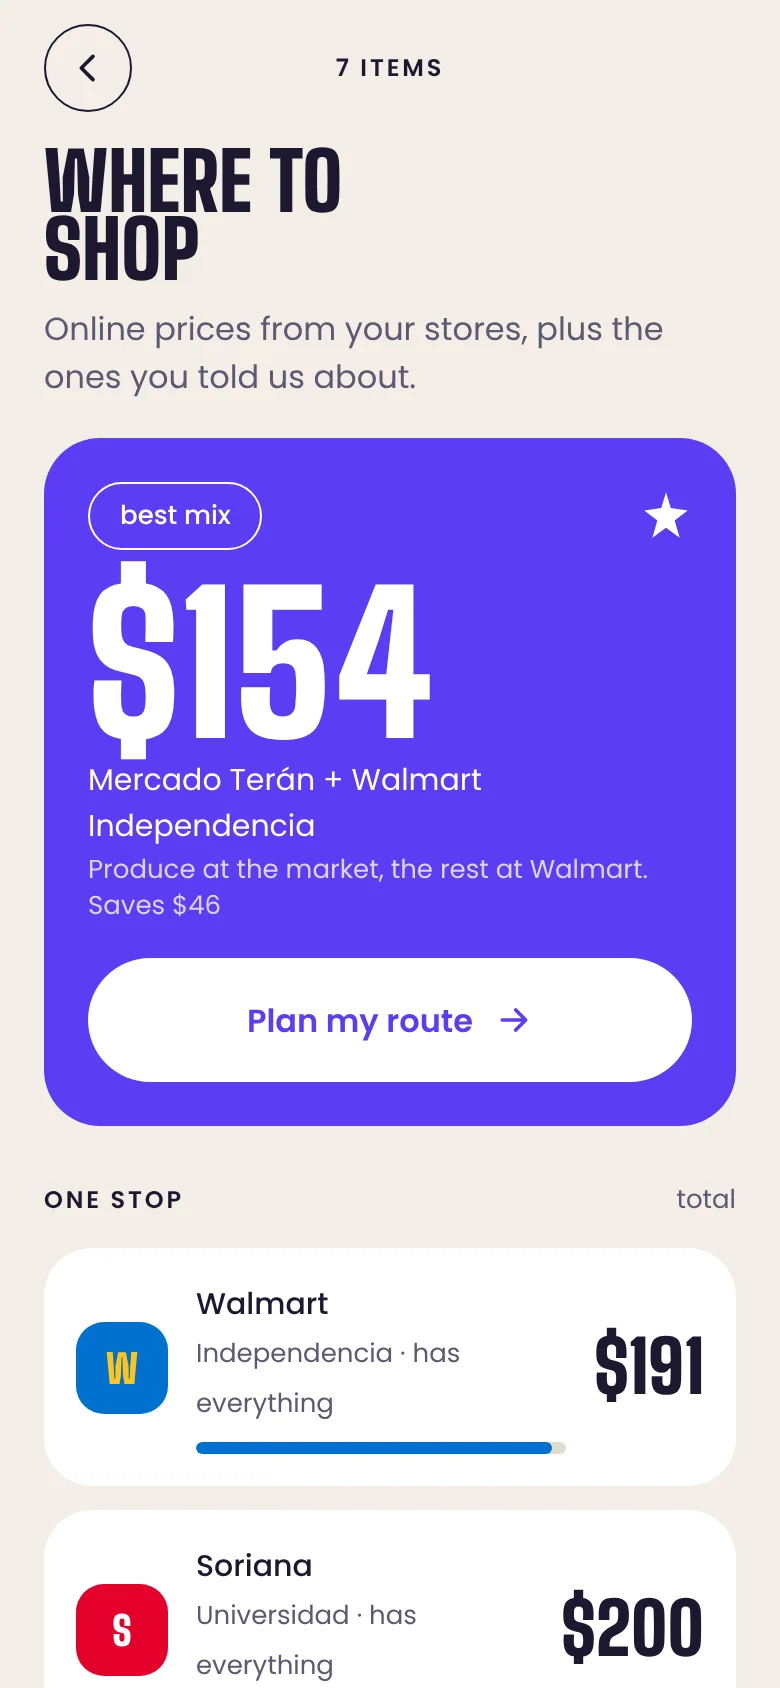 7 ITEMS
WHERE TO
SHOP
Online prices from your stores, plus the
ones you told us about.
best mix
$154
Mercado Terán + Walmart
Independencia
Produce at the market, the rest at Walmart.
Saves $46
Plan my route →
ONE STOP total
W
Walmart
Independencia · has
everything
$191
S
Soriana
Universidad · has
everything
$200